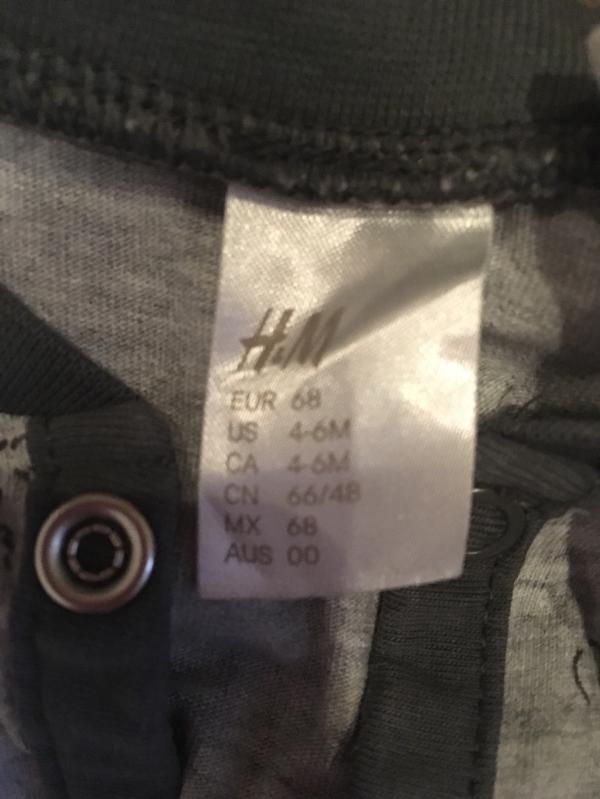 H&M
EUR 68
US 4-6M
CA 4-6M
CN 66/48
MX 68
AUS 00